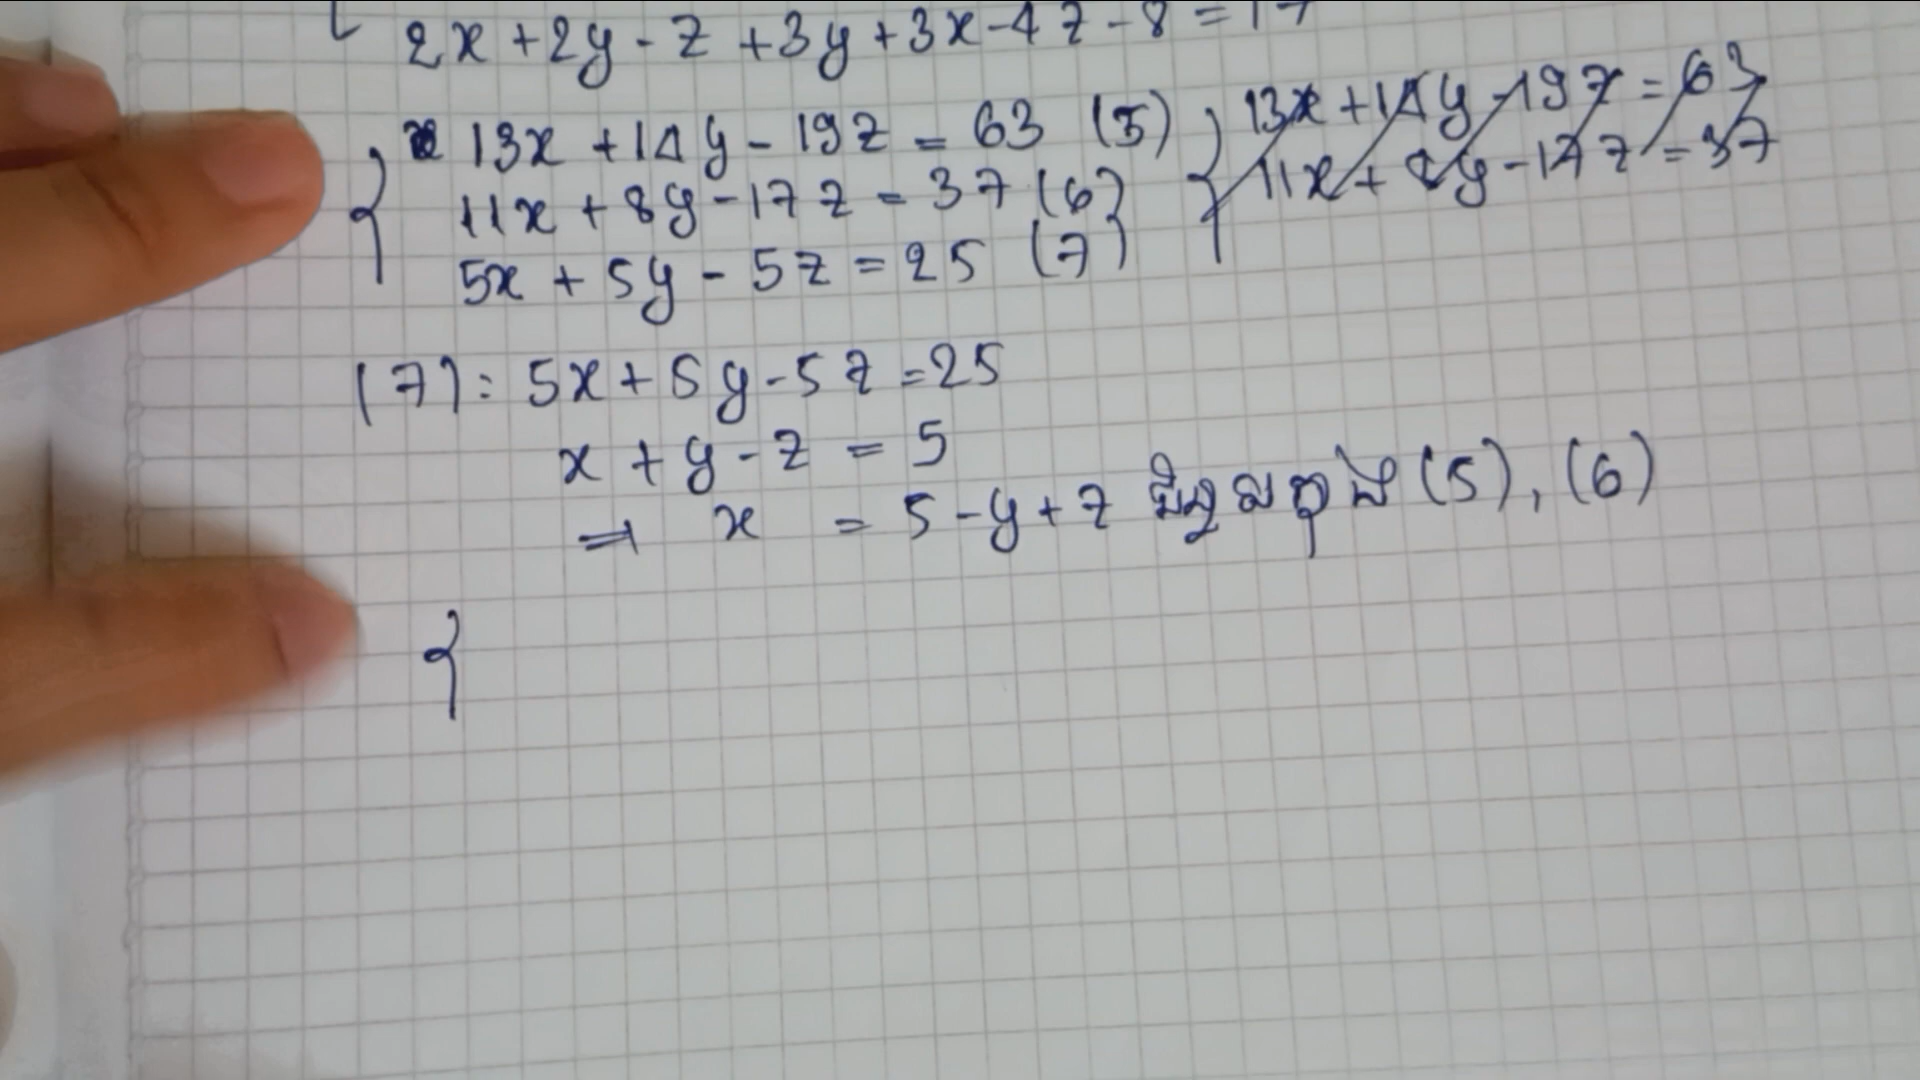 2x + 2y - z + 3y + 3x - 4z - 8 = 17
13x + 14y - 19z = 63 (5)
11x + 8y - 17z = 37 (6)
5x + 5y - 5z = 25 (7)
13x + 14y - 19z = 63
11x + 8y - 17z = 37
(7): 5x + 5y - 5z = 25
x + y - z = 5
⇒ x = 5 - y + z ជំនួសក្នុង (5), (6)